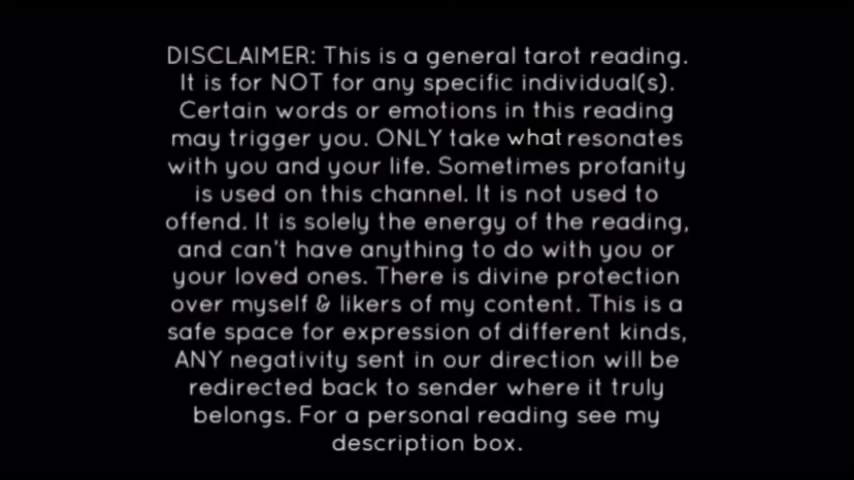 DISCLAIMER: This is a general tarot reading.
It is for NOT for any specific individual(s).
Certain words or emotions in this reading
may trigger you. ONLY take what resonates
with you and your life. Sometimes profanity
is used on this channel. It is not used to
offend. It is solely the energy of the reading,
and can't have anything to do with you or
your loved ones. There is divine protection
over myself & likers of my content. This is a
safe space for expression of different kinds,
ANY negativity sent in our direction will be
redirected back to sender where it truly
belongs. For a personal reading see my
description box.